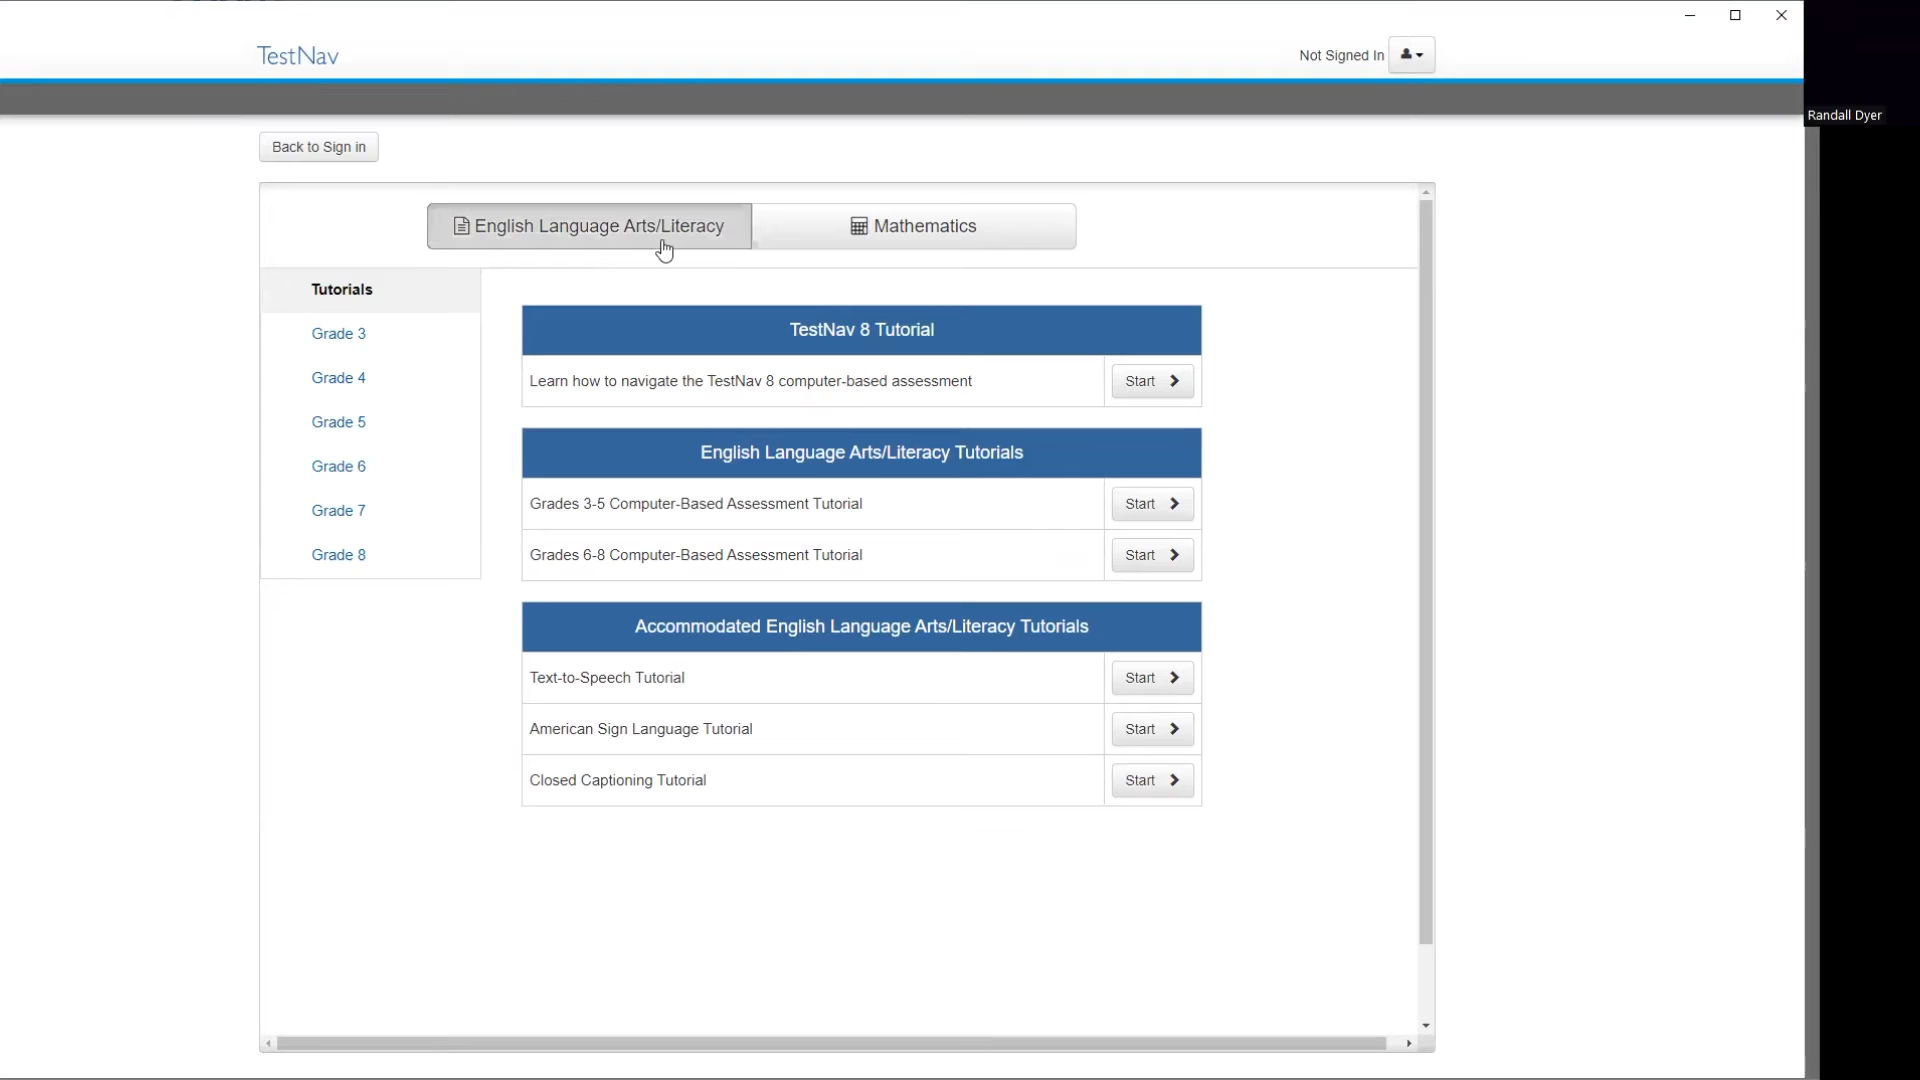 TestNav
Not Signed In
Randall Dyer
Back to Sign in
English Language Arts/Literacy
Mathematics
Tutorials
Grade 3
Grade 4
Grade 5
Grade 6
Grade 7
Grade 8
TestNav 8 Tutorial
Learn how to navigate the TestNav 8 computer-based assessment
Start
English Language Arts/Literacy Tutorials
Grades 3-5 Computer-Based Assessment Tutorial
Start
Grades 6-8 Computer-Based Assessment Tutorial
Start
Accommodated English Language Arts/Literacy Tutorials
Text-to-Speech Tutorial
Start
American Sign Language Tutorial
Start
Closed Captioning Tutorial
Start